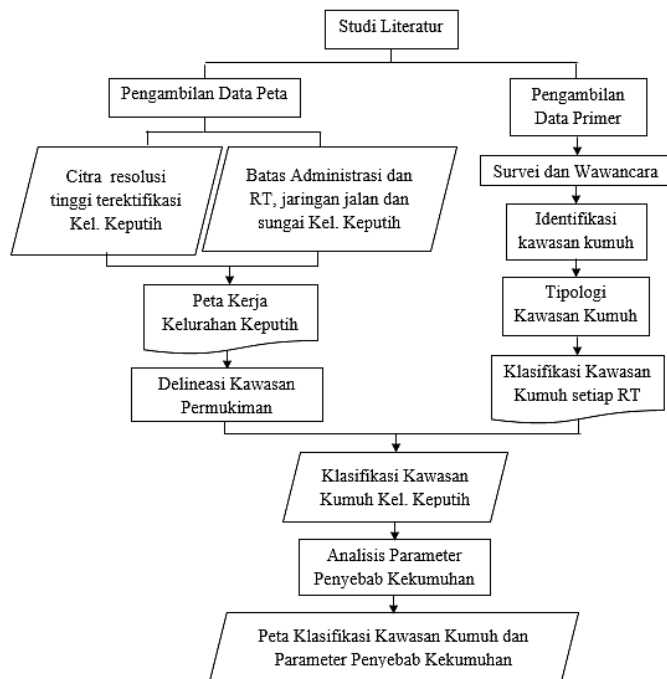 Studi Literatur
Pengambilan Data Peta
Pengambilan
Data Primer
Citra resolusi
tinggi terektifikasi
Kel. Keputih
Batas Administrasi dan
RT, jaringan jalan dan
sungai Kel. Keputih
Survei dan Wawancara
Identifikasi
kawasan kumuh
Peta Kerja
Kelurahan Keputih
Tipologi
Kawasan Kumuh
Delineasi Kawasan
Permukiman
Klasifikasi Kawasan
Kumuh setiap RT
Klasifikasi Kawasan
Kumuh Kel. Keputih
Analisis Parameter
Penyebab Kekumuhan
Peta Klasifikasi Kawasan Kumuh dan
Parameter Penyebab Kekumuhan